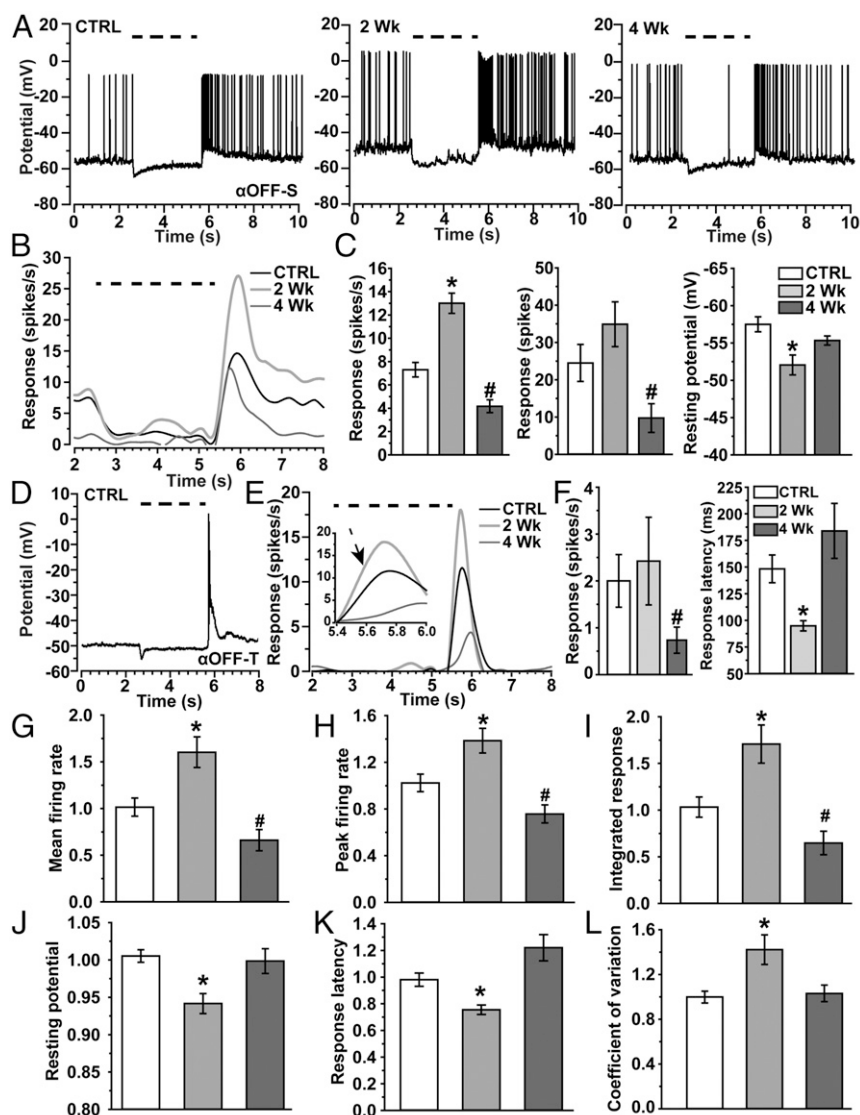 A
CTRL
2 Wk
4 Wk
Potential (mV)
20
0
-20
-40
-60
-80
αOFF-S
0 2 4 6 8 10
Time (s)
20
0
-20
-40
-60
-80
0 2 4 6 8 10
Time (s)
20
0
-20
-40
-60
-80
0 2 4 6 8 10
Time (s)
B
Response (spikes/s)
30
25
20
15
10
5
0
CTRL
2 Wk
4 Wk
2 3 4 5 6 7 8
Time (s)
C
Response (spikes/s)
16
14
12
10
8
6
4
2
0
*
#
Response (spikes)
50
40
30
20
10
0
#
Resting potential (mV)
-65
-60
-55
-50
-45
-40
*
CTRL
2 Wk
4 Wk
D
CTRL
Potential (mV)
10
0
-10
-20
-30
-40
-50
-60
αOFF-T
0 2 4 6 8
Time (s)
E
Response (spikes/s)
20
15
10
5
0
CTRL
2 Wk
4 Wk
20
15
10
5
0
5.4 5.6 5.8 6.0
2 3 4 5 6 7 8
Time (s)
F
Response (spikes/s)
4
3
2
1
0
#
Response latency (ms)
225
200
175
150
125
100
75
50
*
CTRL
2 Wk
4 Wk
G
Mean firing rate
2.0
1.5
1.0
0.5
0.0
*
#
H
Peak firing rate
1.6
1.2
0.8
0.4
0.0
*
#
I
Integrated response
2.0
1.5
1.0
0.5
0.0
*
#
J
Resting potential
1.05
1.00
0.95
0.90
0.85
0.80
*
K
Response latency
1.4
1.2
1.0
0.8
0.6
0.4
0.2
0.0
*
L
Coefficient of variation
1.6
1.2
0.8
0.4
0.0
*